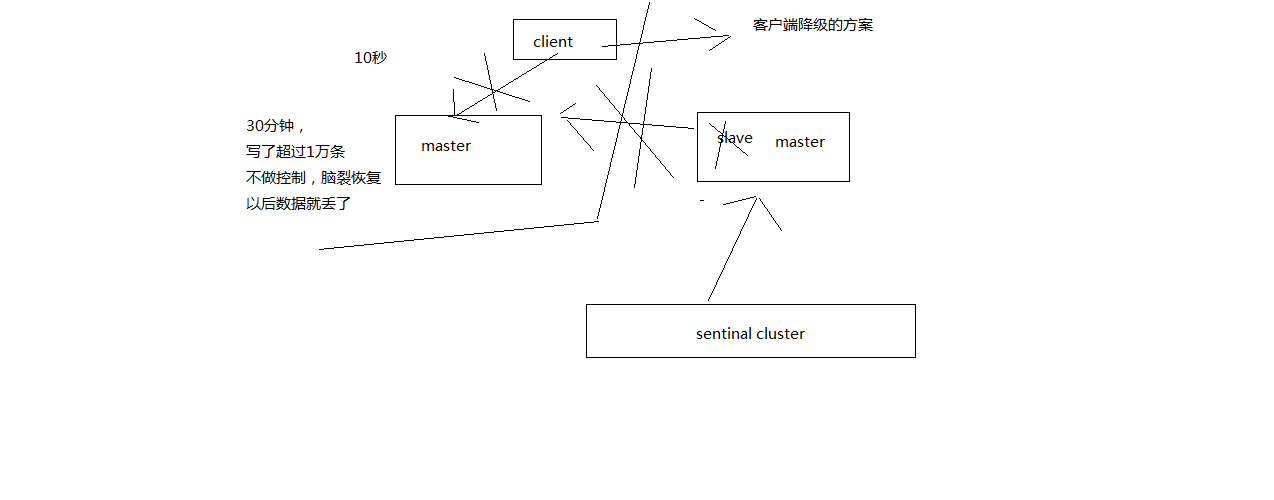 客户端降级的方案
client
10秒
30分钟，
写了超过1万条
不做控制，脑裂恢复
以后数据就丢了
master
slave
master
sentinal cluster